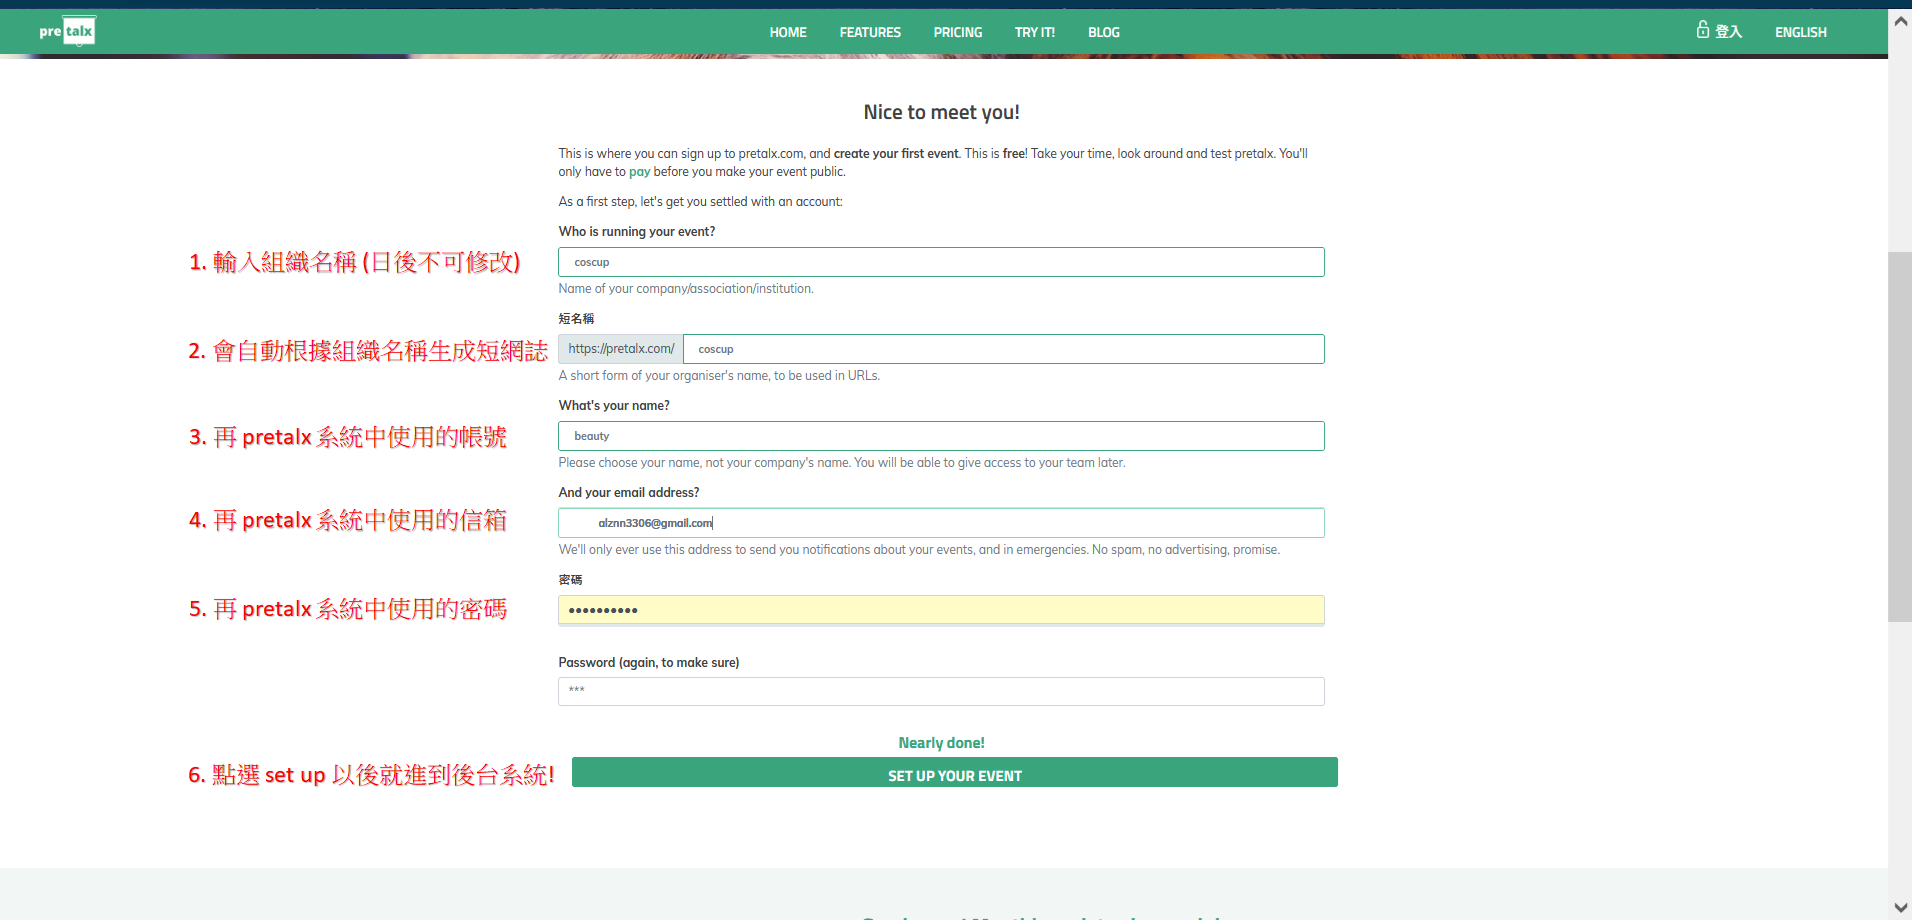 pretalx
HOME FEATURES PRICING TRY IT! BLOG 登入 ENGLISH
Nice to meet you!
This is where you can sign up to pretalx.com, and create your first event. This is free! Take your time, look around and test pretalx. You'll
only have to pay before you make your event public.
As a first step, let's get you settled with an account:
Who is running your event?
1. 輸入組織名稱 (日後不可修改)
coscup
Name of your company/association/institution.
短名稱
2. 會自動根據組織名稱生成短網誌
https://pretalx.com/ coscup
A short form of your organiser's name, to be used in URLs.
What's your name?
3. 再 pretalx 系統中使用的帳號
beauty
Please choose your name, not your company's name. You will be able to give access to your team later.
And your email address?
4. 再 pretalx 系統中使用的信箱
alznn3306@gmail.com
We'll only ever use this address to send you notifications about your events, and in emergencies. No spam, no advertising, promise.
密碼
5. 再 pretalx 系統中使用的密碼
••••••••••
Password (again, to make sure)
***
Nearly done!
6. 點選 set up 以後就進到後台系統!
SET UP YOUR EVENT